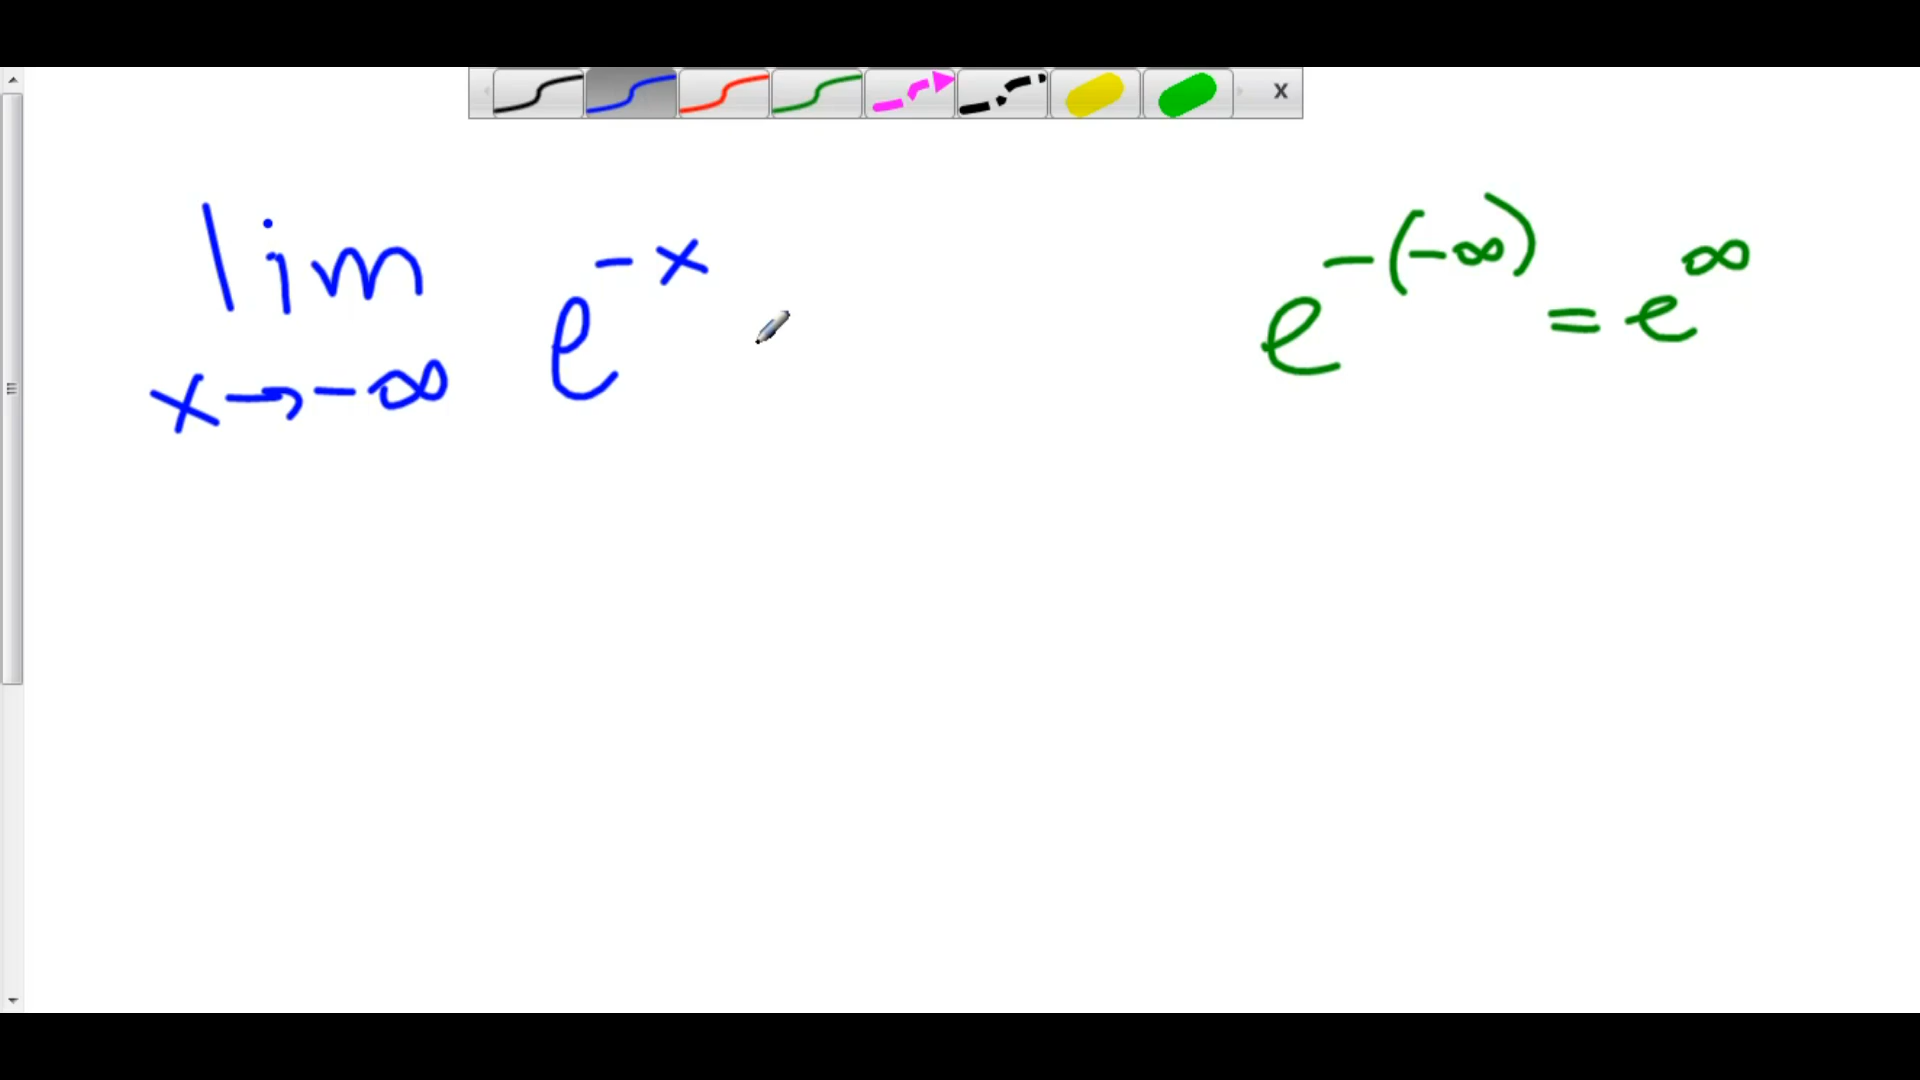 lim e^{-x}
x→-∞
e^{-(-∞)} = e^{∞}
x